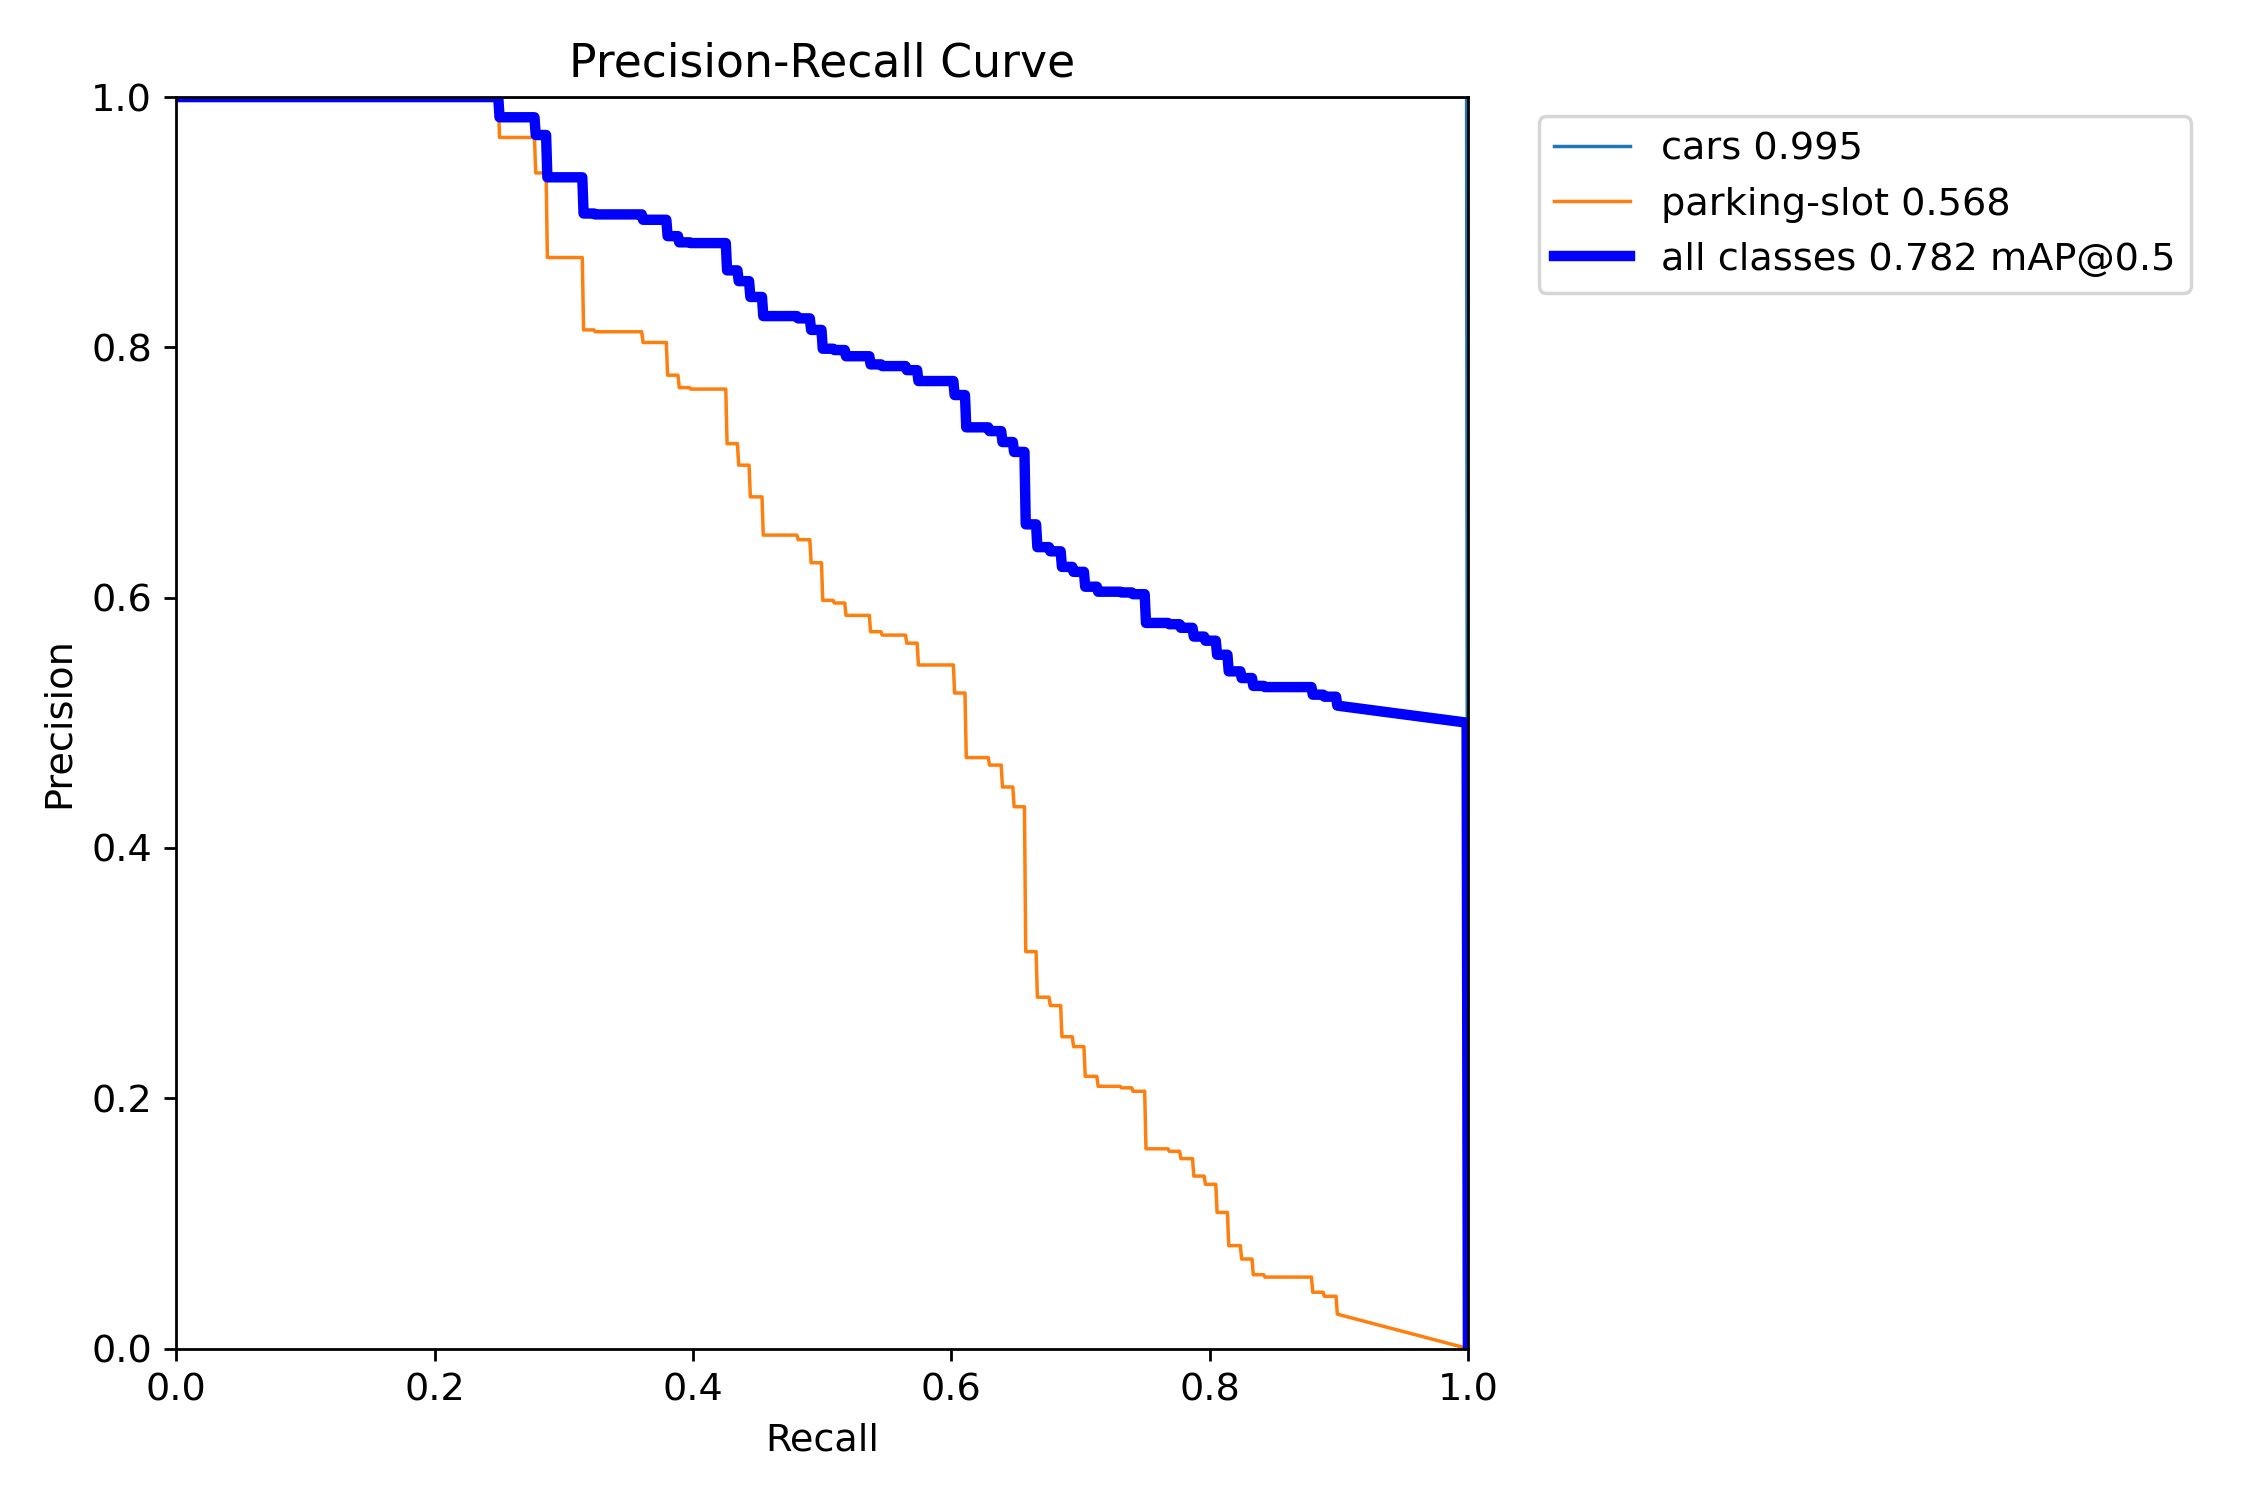 Precision-Recall Curve
1.0
0.8
0.6
0.4
0.2
0.0
Precision
0.0 0.2 0.4 0.6 0.8 1.0
Recall
cars 0.995
parking-slot 0.568
all classes 0.782 mAP@0.5